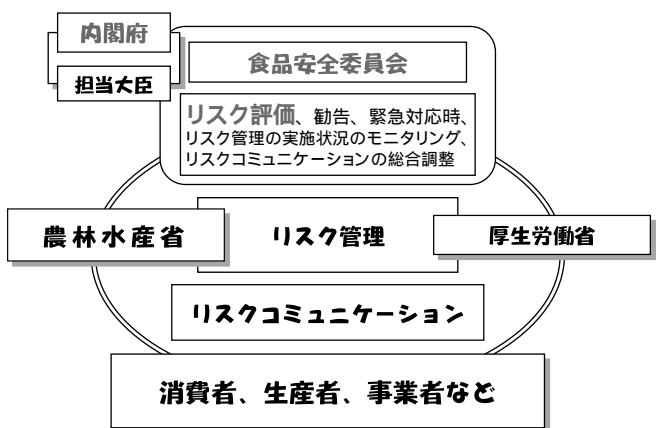 内閣府
担当大臣
食品安全委員会
リスク評価、勧告、緊急対応時、
リスク管理の実施状況のモニタリング、
リスクコミュニケーションの総合調整
農林水産省
リスク管理
厚生労働省
リスクコミュニケーション
消費者、生産者、事業者など